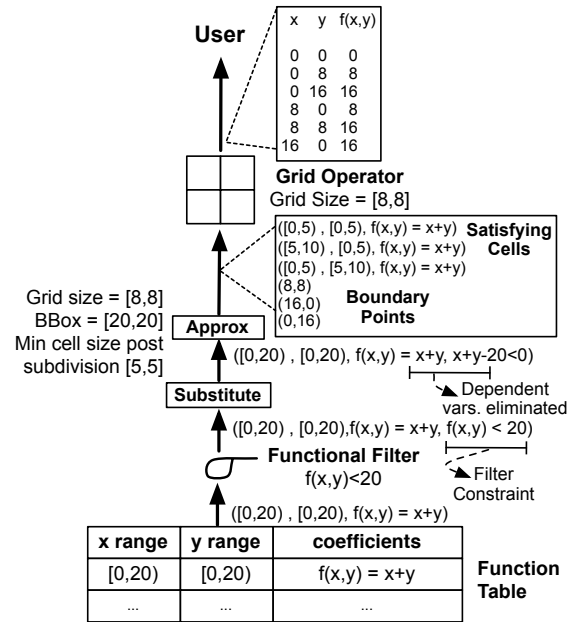 x y f(x,y)
0 0 0
0 8 8
0 16 16
8 0 8
8 8 16
16 0 16
User
Grid Operator
Grid Size = [8,8]
([0,5) , [0,5), f(x,y) = x+y)
([5,10) , [0,5), f(x,y) = x+y)
([0,5) , [5,10), f(x,y) = x+y)
(8,8)
(16,0)
(0,16)
Satisfying
Cells
Boundary
Points
Grid size = [8,8]
BBox = [20,20]
Min cell size post
subdivision [5,5]
Approx
([0,20) , [0,20), f(x,y) = x+y, x+y-20<0)
Dependent
vars. eliminated
Substitute
([0,20) , [0,20),f(x,y) = x+y, f(x,y) < 20)
Filter
Constraint
Functional Filter
f(x,y)<20
([0,20) , [0,20), f(x,y) = x+y)
x range y range coefficients
[0,20) [0,20) f(x,y) = x+y
... ... ...
Function
Table